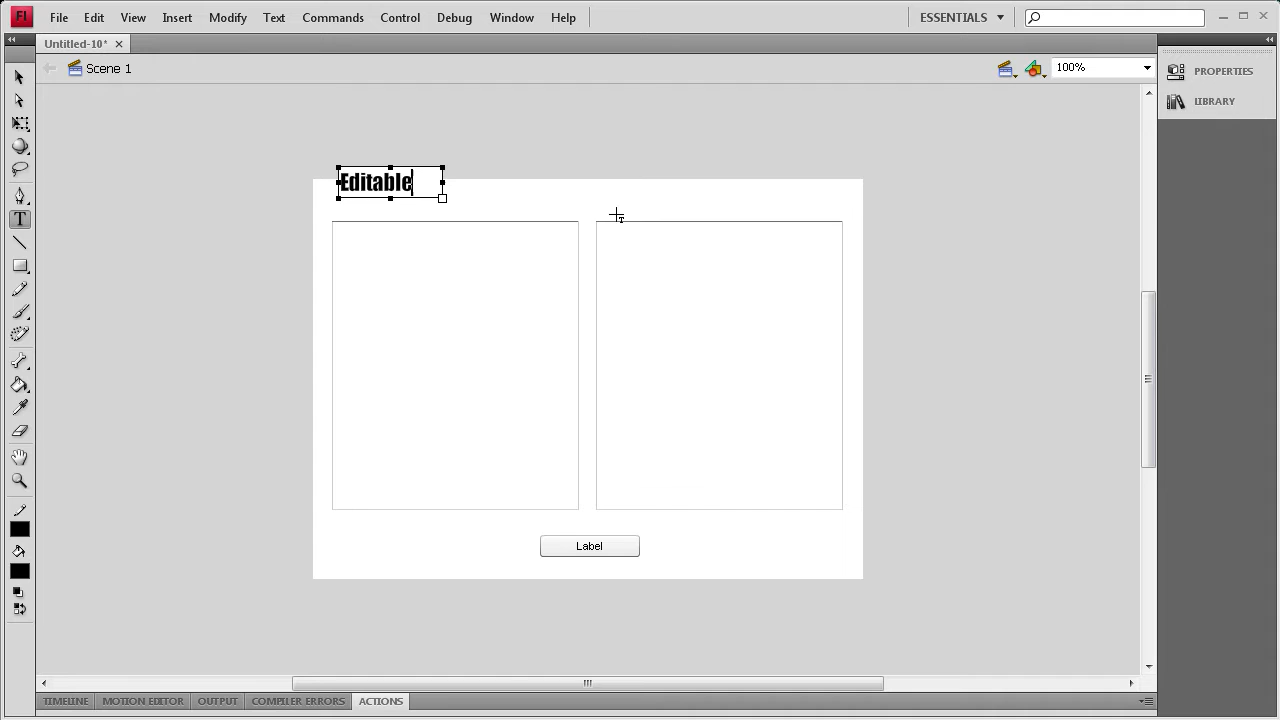 Fl File Edit View Insert Modify Text Commands Control Debug Window Help ESSENTIALS
Untitled-10*
Scene 1 100%
PROPERTIES
LIBRARY
Editable
T
Label
TIMELINE MOTION EDITOR OUTPUT COMPILER ERRORS ACTIONS